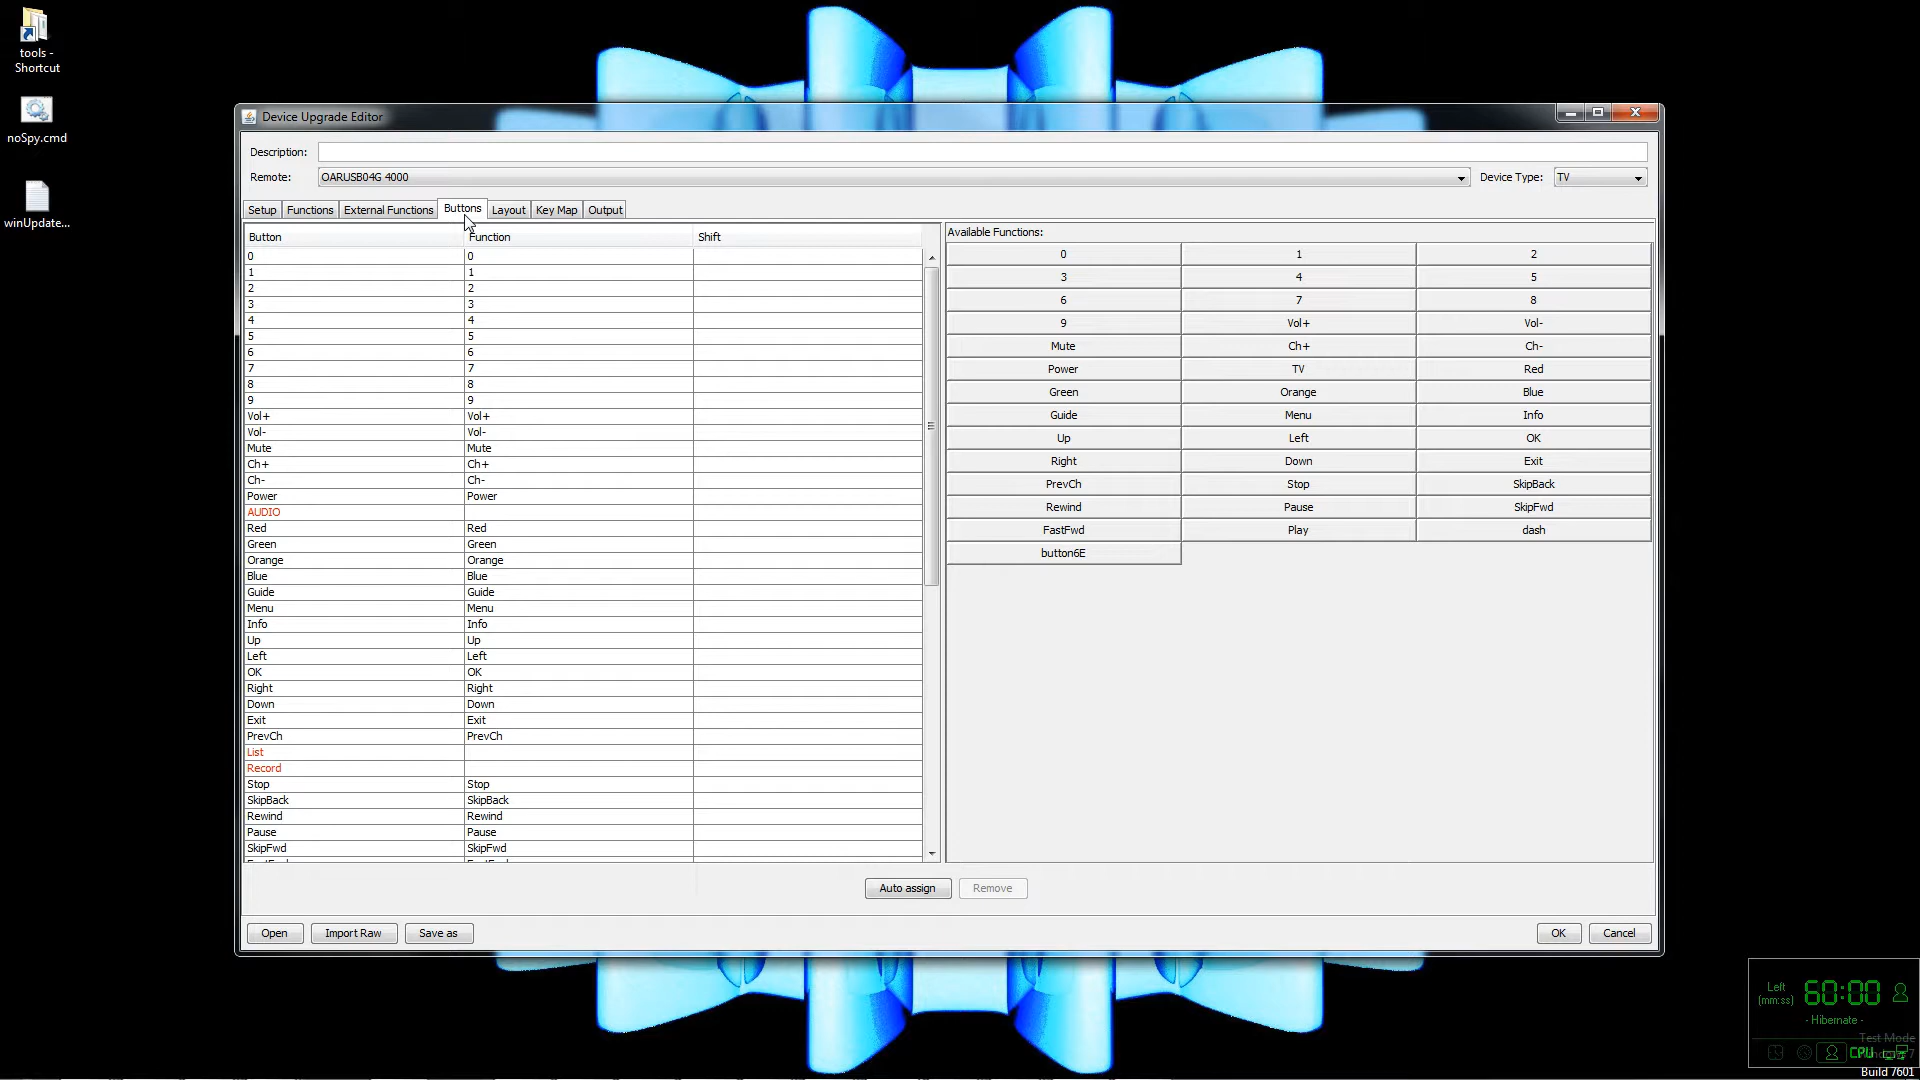 tools -
Shortcut
noSpy.cmd
winUpdate...
Device Upgrade Editor
Description:
Remote: OARUSB04G 4000 Device Type: TV
Setup Functions External Functions Buttons Layout Key Map Output
Button Function Shift
0 0
1 1
2 2
3 3
4 4
5 5
6 6
7 7
8 8
9 9
Vol+ Vol+
Vol- Vol-
Mute Mute
Ch+ Ch+
Ch- Ch-
Power Power
AUDIO
Red Red
Green Green
Orange Orange
Blue Blue
Guide Guide
Menu Menu
Info Info
Up Up
Left Left
OK OK
Right Right
Down Down
Exit Exit
PrevCh PrevCh
List
Record
Stop Stop
SkipBack SkipBack
Rewind Rewind
Pause Pause
SkipFwd SkipFwd
Available Functions:
0 1 2
3 4 5
6 7 8
9 Vol+ Vol-
Mute Ch+ Ch-
Power TV Red
Green Orange Blue
Guide Menu Info
Up Left OK
Right Down Exit
PrevCh Stop SkipBack
Rewind Pause SkipFwd
FastFwd Play dash
button6E
Auto assign Remove
Open Import Raw Save as OK Cancel
Left
(mm:ss) 60:00
- Hibernate -
Test Mode
CPU
Build 7601